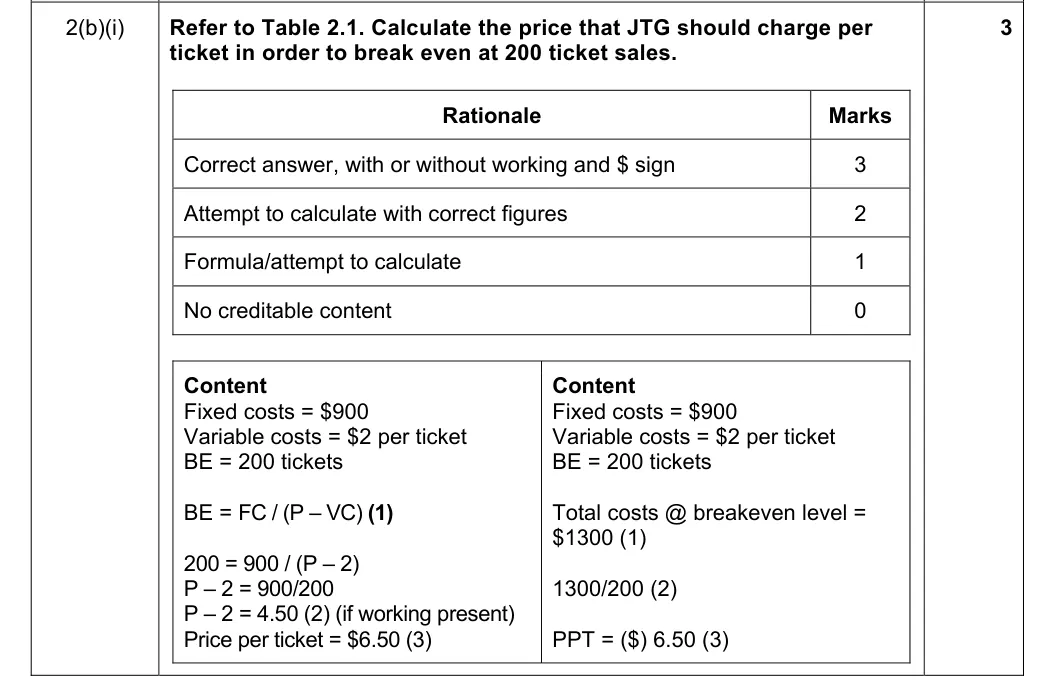 2(b)(i)
Refer to Table 2.1. Calculate the price that JTG should charge per
ticket in order to break even at 200 ticket sales.
3
Rationale
Marks
Correct answer, with or without working and $ sign
3
Attempt to calculate with correct figures
2
Formula/attempt to calculate
1
No creditable content
0
Content
Fixed costs = $900
Variable costs = $2 per ticket
BE = 200 tickets
BE = FC / (P – VC) (1)
200 = 900 / (P – 2)
P – 2 = 900/200
P – 2 = 4.50 (2) (if working present)
Price per ticket = $6.50 (3)
Content
Fixed costs = $900
Variable costs = $2 per ticket
BE = 200 tickets
Total costs @ breakeven level =
$1300 (1)
1300/200 (2)
PPT = ($) 6.50 (3)